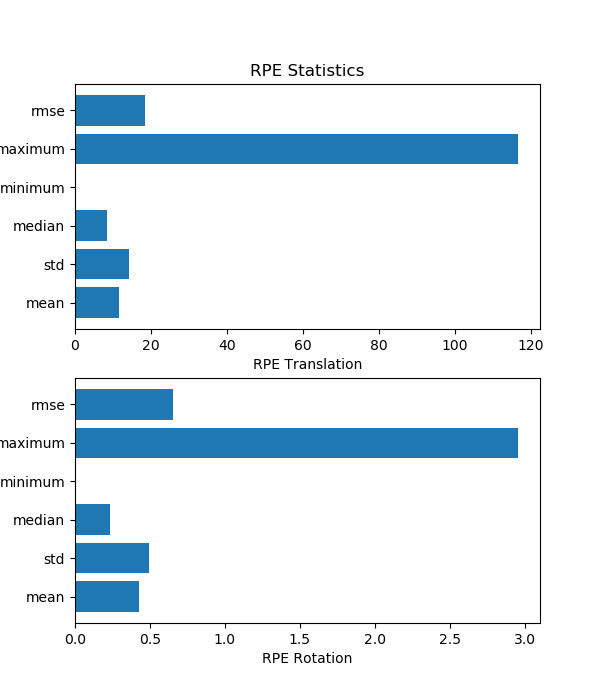 RPE Statistics
rmse
maximum
minimum
median
std
mean
0 20 40 60 80 100 120
RPE Translation
rmse
maximum
minimum
median
std
mean
0.0 0.5 1.0 1.5 2.0 2.5 3.0
RPE Rotation